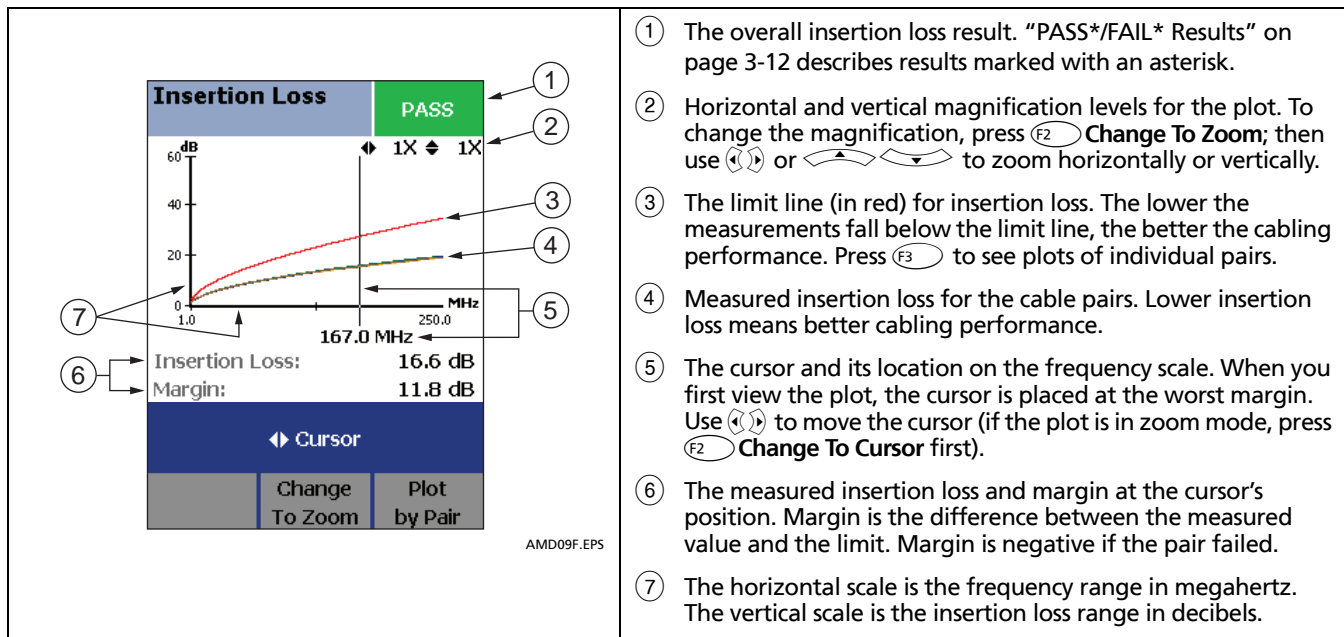 Insertion Loss
PASS
1X 1X
dB
60
40
20
0
1.0
MHz
250.0
167.0 MHz
Insertion Loss: 16.6 dB
Margin: 11.8 dB
Cursor
Change
To Zoom
Plot
by Pair
1
2
3
4
5
6
7
AMD09F.EPS
1 The overall insertion loss result. “PASS*/FAIL* Results” on
page 3-12 describes results marked with an asterisk.
2 Horizontal and vertical magnification levels for the plot. To
change the magnification, press F2 Change To Zoom; then
use or to zoom horizontally or vertically.
3 The limit line (in red) for insertion loss. The lower the
measurements fall below the limit line, the better the cabling
performance. Press F3 to see plots of individual pairs.
4 Measured insertion loss for the cable pairs. Lower insertion
loss means better cabling performance.
5 The cursor and its location on the frequency scale. When you
first view the plot, the cursor is placed at the worst margin.
Use to move the cursor (if the plot is in zoom mode, press
F2 Change To Cursor first).
6 The measured insertion loss and margin at the cursor’s
position. Margin is the difference between the measured
value and the limit. Margin is negative if the pair failed.
7 The horizontal scale is the frequency range in megahertz.
The vertical scale is the insertion loss range in decibels.